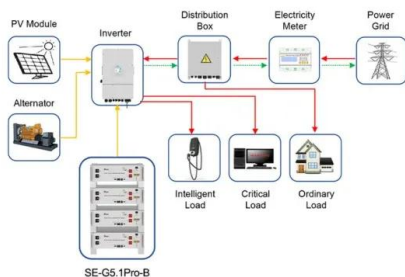 PV Module
Inverter
Distribution
Box
Electricity
Meter
Power
Grid
Alternator
Intelligent
Load
Critical
Load
Ordinary
Load
SE-G5.1Pro-B